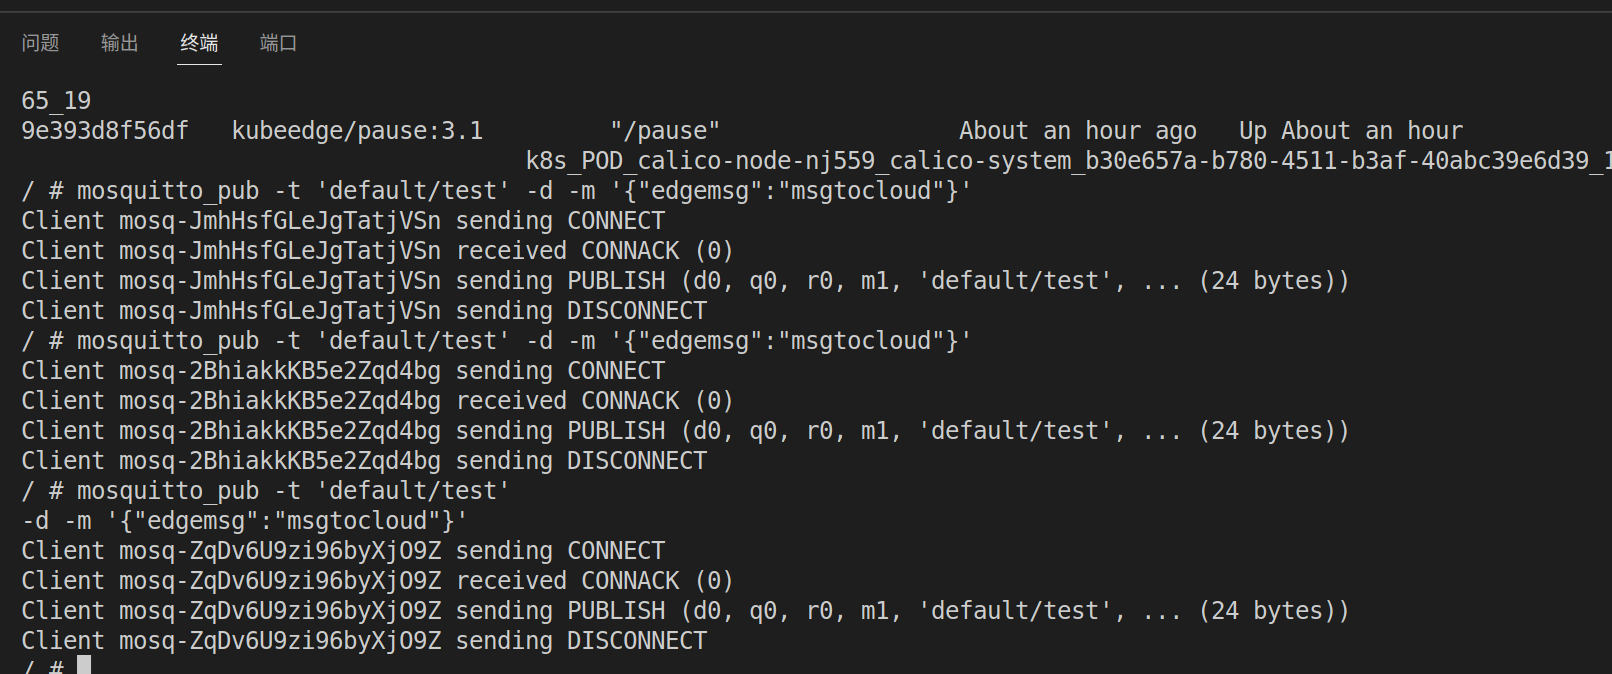 问题 输出 终端 端口
65_19
9e393d8f56df kubeedge/pause:3.1 "/pause" About an hour ago Up About an hour
k8s_POD_calico-node-nj559_calico-system_b30e657a-b780-4511-b3af-40abc39e6d39_1
/ # mosquitto_pub -t 'default/test' -d -m '{"edgemsg":"msgtocloud"}'
Client mosq-JmhHsfGLeJgTatjVSn sending CONNECT
Client mosq-JmhHsfGLeJgTatjVSn received CONNACK (0)
Client mosq-JmhHsfGLeJgTatjVSn sending PUBLISH (d0, q0, r0, m1, 'default/test', ... (24 bytes))
Client mosq-JmhHsfGLeJgTatjVSn sending DISCONNECT
/ # mosquitto_pub -t 'default/test' -d -m '{"edgemsg":"msgtocloud"}'
Client mosq-2BhiakkKB5e2Zqd4bg sending CONNECT
Client mosq-2BhiakkKB5e2Zqd4bg received CONNACK (0)
Client mosq-2BhiakkKB5e2Zqd4bg sending PUBLISH (d0, q0, r0, m1, 'default/test', ... (24 bytes))
Client mosq-2BhiakkKB5e2Zqd4bg sending DISCONNECT
/ # mosquitto_pub -t 'default/test'
-d -m '{"edgemsg":"msgtocloud"}'
Client mosq-ZqDv6U9zi96byXjO9Z sending CONNECT
Client mosq-ZqDv6U9zi96byXjO9Z received CONNACK (0)
Client mosq-ZqDv6U9zi96byXjO9Z sending PUBLISH (d0, q0, r0, m1, 'default/test', ... (24 bytes))
Client mosq-ZqDv6U9zi96byXjO9Z sending DISCONNECT
/ #